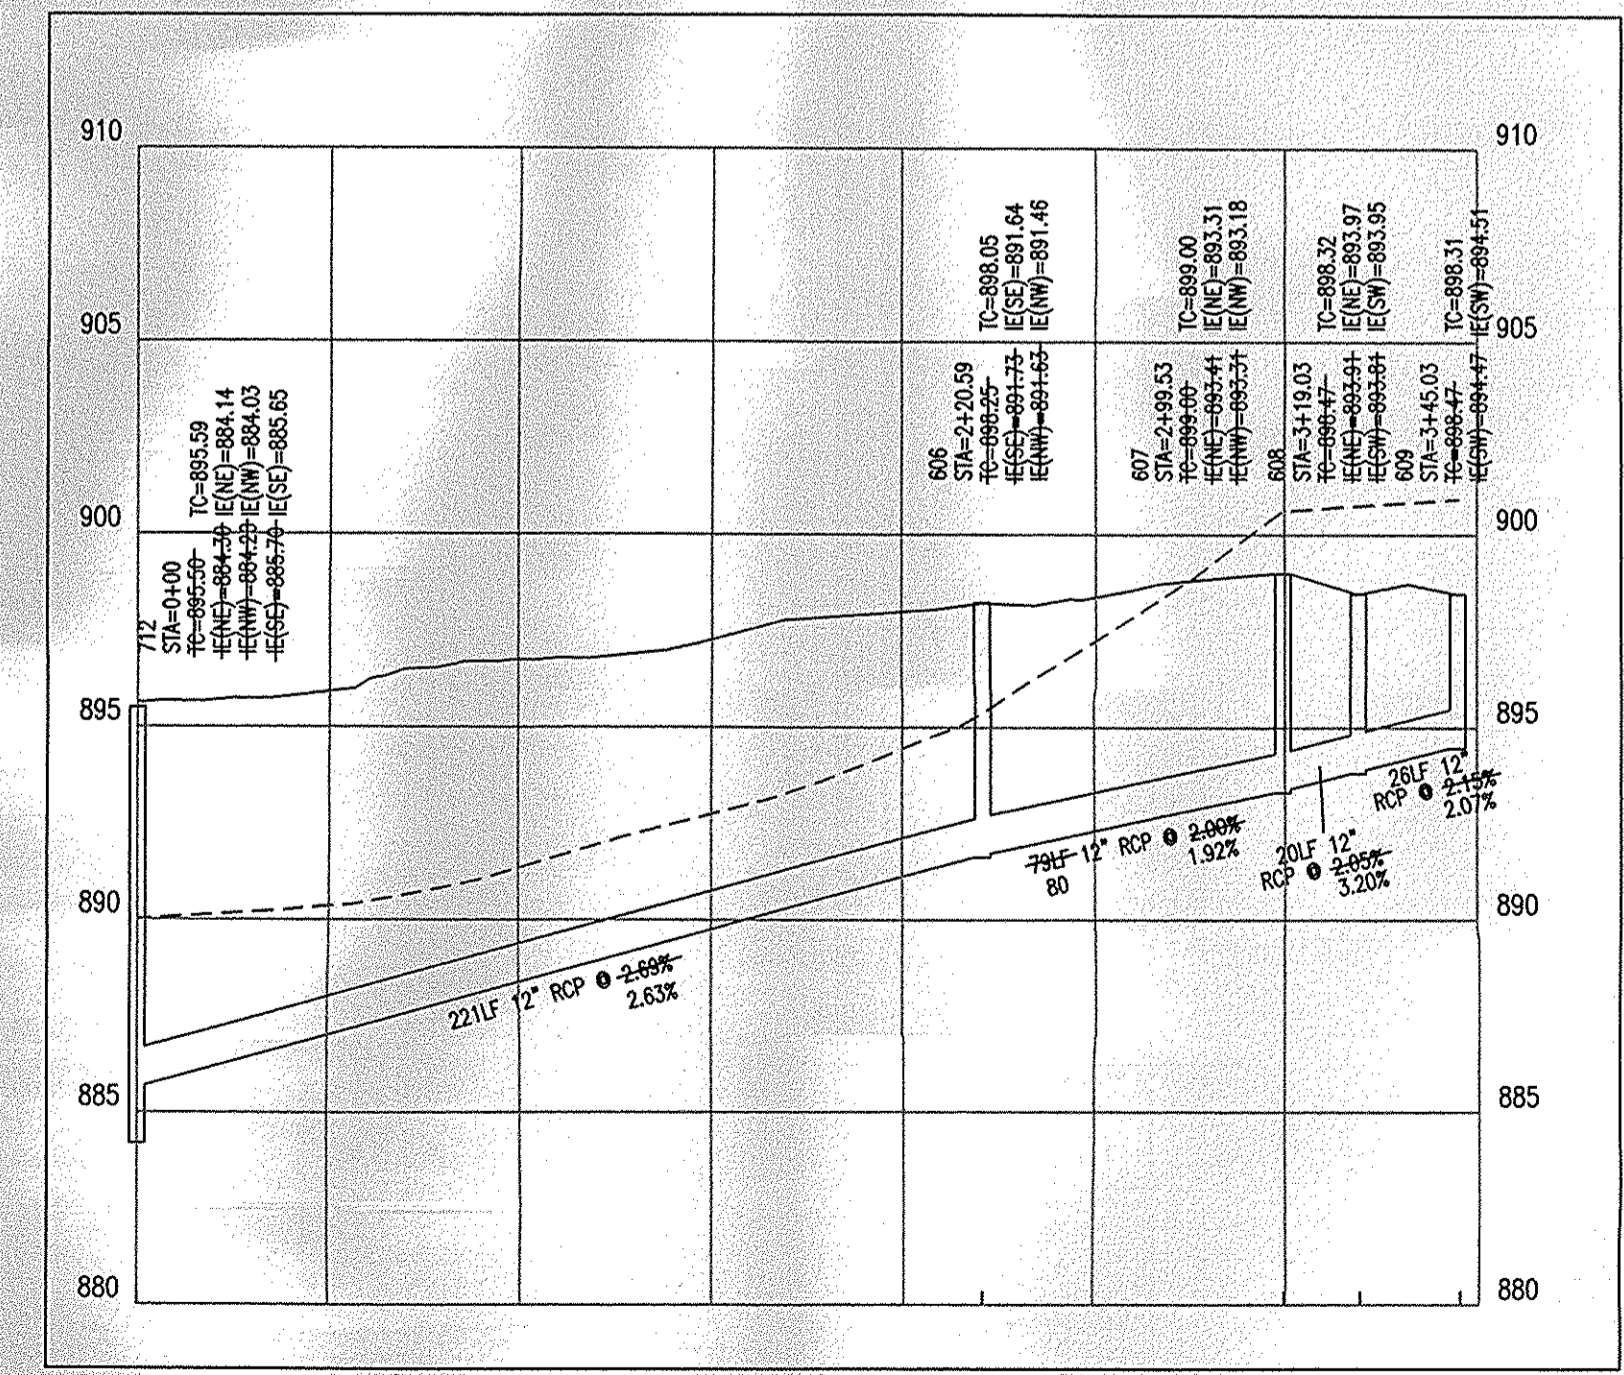 910
905
900
895
890
885
880
910
905
900
895
890
885
880
712
STA=0+00
TC=895.50 TC=895.59
IE(NE)=884.30 IE(NE)=884.14
IE(NW)=884.20 IE(NW)=884.03
IE(SE)=885.70 IE(SE)=885.65
606
STA=2+20.59
TC=898.25 TC=898.05
IE(SE)=891.73 IE(SE)=891.64
IE(NW)=891.63 IE(NW)=891.46
607
STA=2+99.53
TC=899.00 TC=899.00
IE(NE)=893.41 IE(NE)=893.31
IE(NW)=893.31 IE(NW)=893.18
608
STA=3+19.03
TC=898.47 TC=898.32
IE(NE)=893.91 IE(NE)=893.97
IE(SW)=893.81 IE(SW)=893.95
609
STA=3+45.03
TC=898.47 TC=898.31
IE(SW)=894.47 IE(SW)=894.51
221LF 12" RCP @ 2.69%
2.63%
79LF 12" RCP @ 2.00%
80 1.92%
20LF 12"
RCP @ 2.05%
3.20%
26LF 12"
RCP @ 2.15%
2.07%